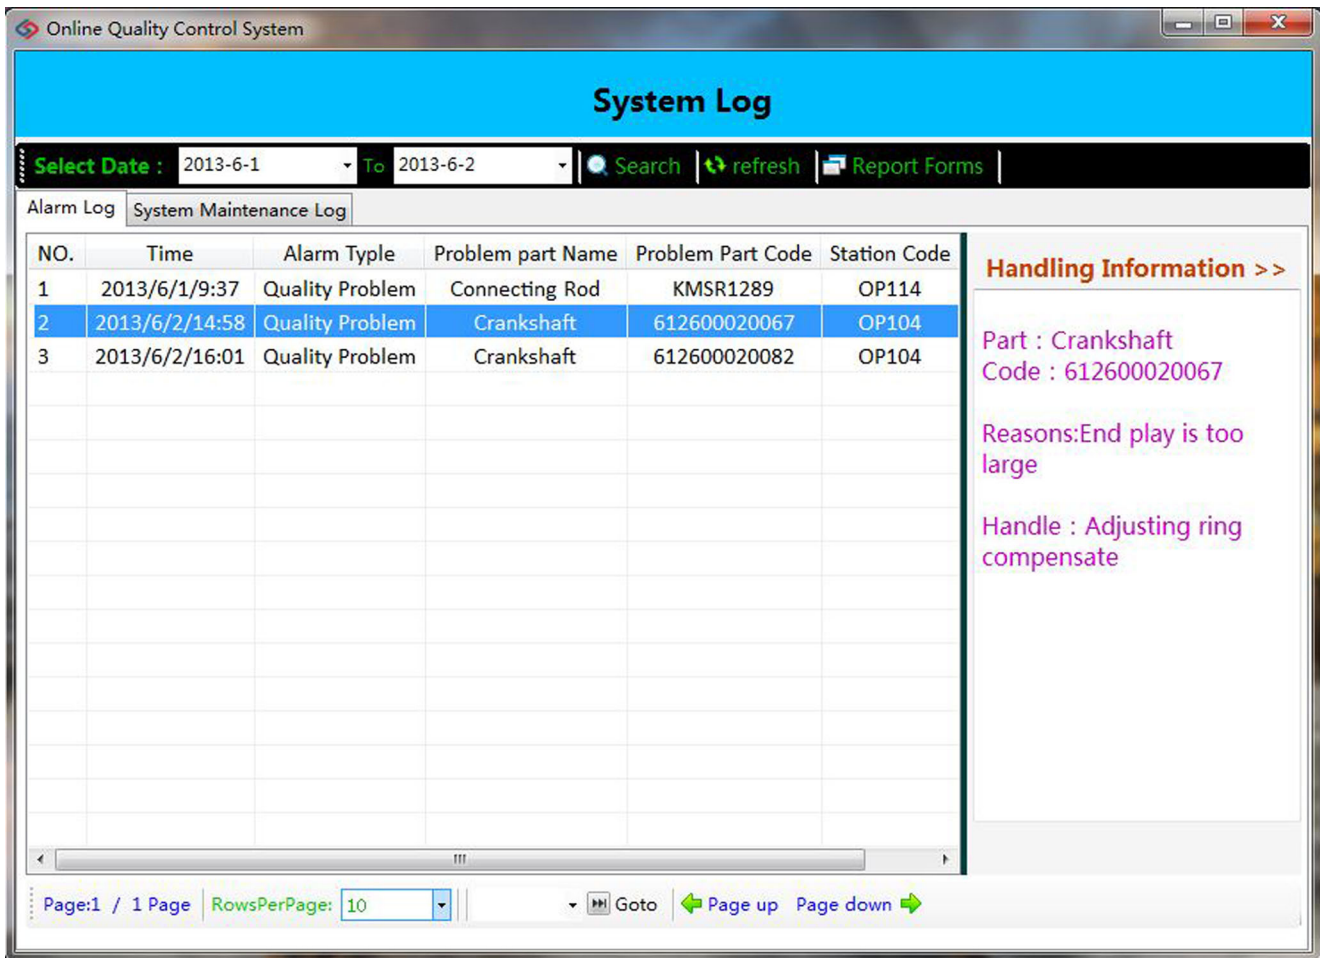 Online Quality Control System
System Log
Select Date : 2013-6-1 To 2013-6-2 Search refresh Report Forms
Alarm Log System Maintenance Log
NO. Time Alarm Typle Problem part Name Problem Part Code Station Code
1 2013/6/1/9:37 Quality Problem Connecting Rod KMSR1289 OP114
2 2013/6/2/14:58 Quality Problem Crankshaft 612600020067 OP104
3 2013/6/2/16:01 Quality Problem Crankshaft 612600020082 OP104
Handling Information >>
Part : Crankshaft
Code : 612600020067
Reasons:End play is too
large
Handle : Adjusting ring
compensate
Page:1 / 1 Page RowsPerPage: 10 Goto Page up Page down